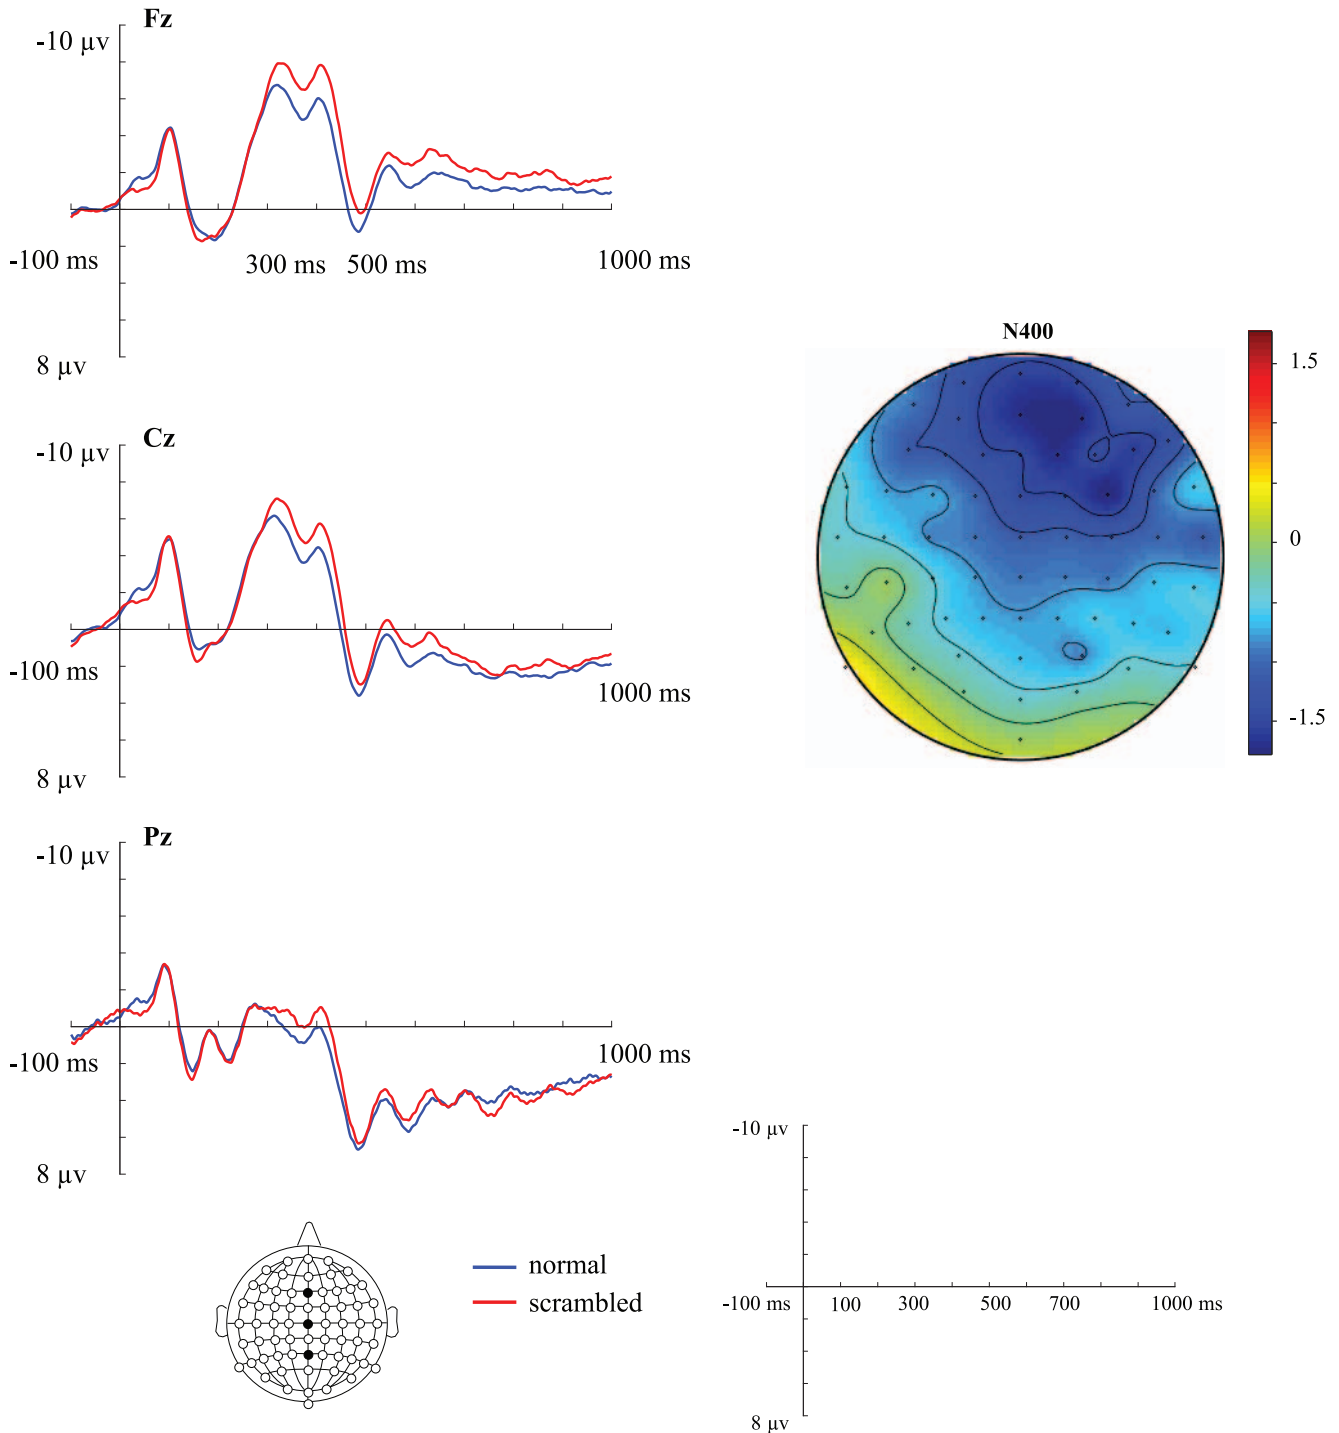 Fz
-10 μv
-100 ms
300 ms 500 ms
1000 ms
8 μv
Cz
-10 μv
-100 ms
1000 ms
8 μv
Pz
-10 μv
-100 ms
1000 ms
8 μv
normal
scrambled
N400
1.5
0
-1.5
-10 μv
-100 ms 100 300 500 700 1000 ms
8 μv